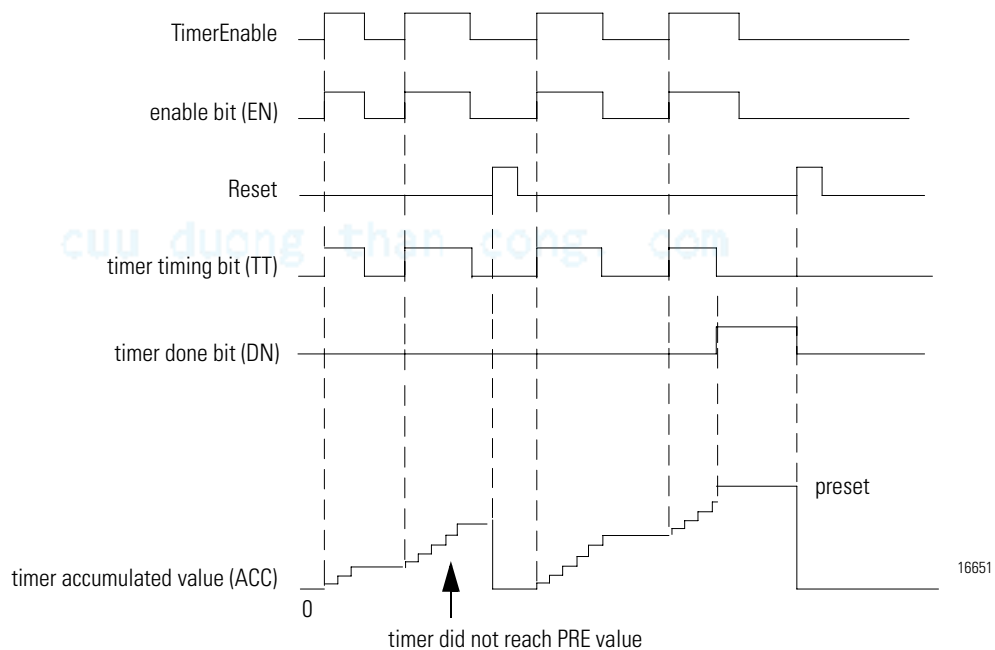 TimerEnable
enable bit (EN)
Reset
cuu duong than cong. com
timer timing bit (TT)
timer done bit (DN)
preset
timer accumulated value (ACC)
16651
0
timer did not reach PRE value